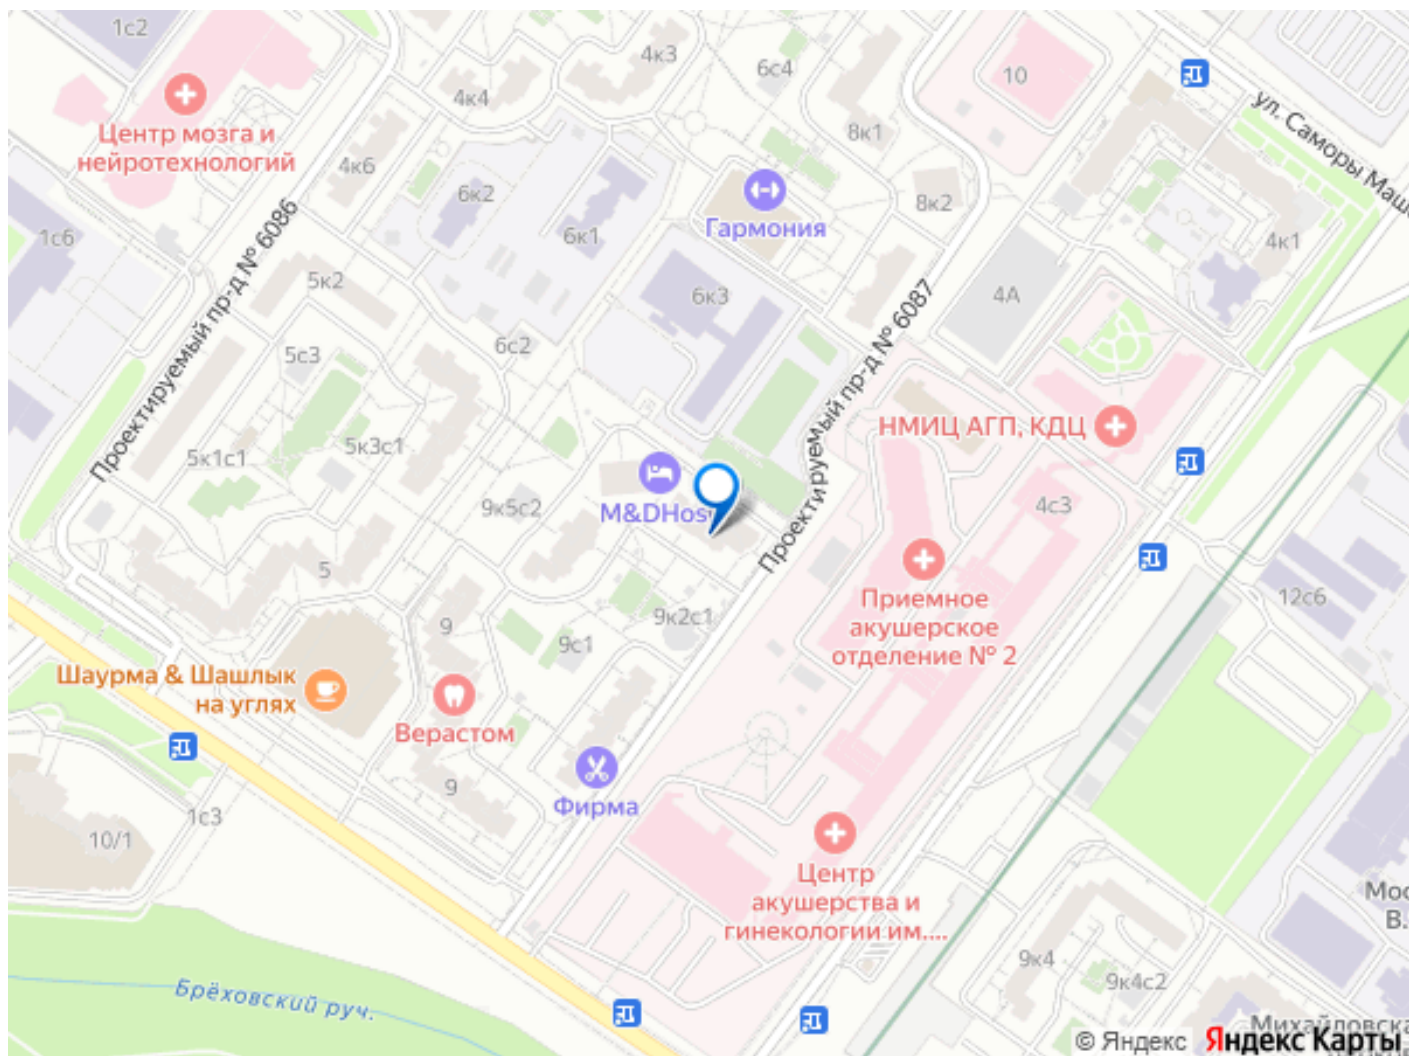 1с2
4к3
6с4
10
ул. Саморы Маш
4к4
8к1
Центр мозга и
нейротехнологий
4к6
6к2
Гармония
8к2
1с6
6к1
4к1
Проектируемый пр-д № 6086
5к2
6к3
4А
Проектируемый пр-д № 6087
6с2
5с3
НМИЦ АГП, КДЦ
5к3с1
5к1с1
9к5с2
M&DHos
4с3
5
Приемное
акушерское
отделение № 2
12с6
9
9с1
9к2с1
Шаурма & Шашлык
на углях
Верастом
9
Фирма
1с3
10/1
Центр
акушерства и
гинекологии им....
Мос
В.
9к4
9к4с2
Брёховский руч.
Михайловска
© Яндекс Яндекс Карты